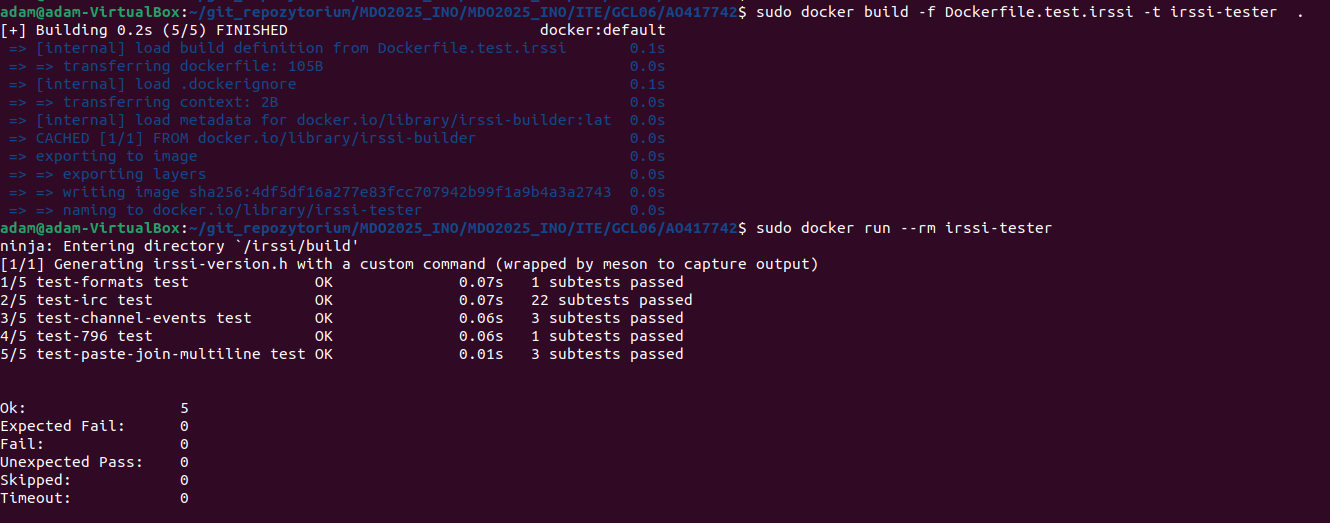 adam@adam-VirtualBox:~/git_repozytorium/MDO2025_INO/MDO2025_INO/ITE/GCL06/AO417742$ sudo docker build -f Dockerfile.test.irssi -t irssi-tester  .
[+] Building 0.2s (5/5) FINISHED                            docker:default
 => [internal] load build definition from Dockerfile.test.irssi       0.1s
 => => transferring dockerfile: 105B                                  0.0s
 => [internal] load .dockerignore                                     0.1s
 => => transferring context: 2B                                       0.0s
 => [internal] load metadata for docker.io/library/irssi-builder:lat  0.0s
 => CACHED [1/1] FROM docker.io/library/irssi-builder                 0.0s
 => exporting to image                                                0.0s
 => => exporting layers                                               0.0s
 => => writing image sha256:4df5df16a277e83fcc707942b99f1a9b4a3a2743  0.0s
 => => naming to docker.io/library/irssi-tester                       0.0s
adam@adam-VirtualBox:~/git_repozytorium/MDO2025_INO/MDO2025_INO/ITE/GCL06/AO417742$ sudo docker run --rm irssi-tester
ninja: Entering directory `/irssi/build'
[1/1] Generating irssi-version.h with a custom command (wrapped by meson to capture output)
1/5 test-formats test              OK              0.07s   1 subtests passed
2/5 test-irc test                  OK              0.07s   22 subtests passed
3/5 test-channel-events test       OK              0.06s   3 subtests passed
4/5 test-796 test                  OK              0.06s   1 subtests passed
5/5 test-paste-join-multiline test OK              0.01s   3 subtests passed
Ok:                 5
Expected Fail:      0
Fail:               0
Unexpected Pass:    0
Skipped:            0
Timeout:            0